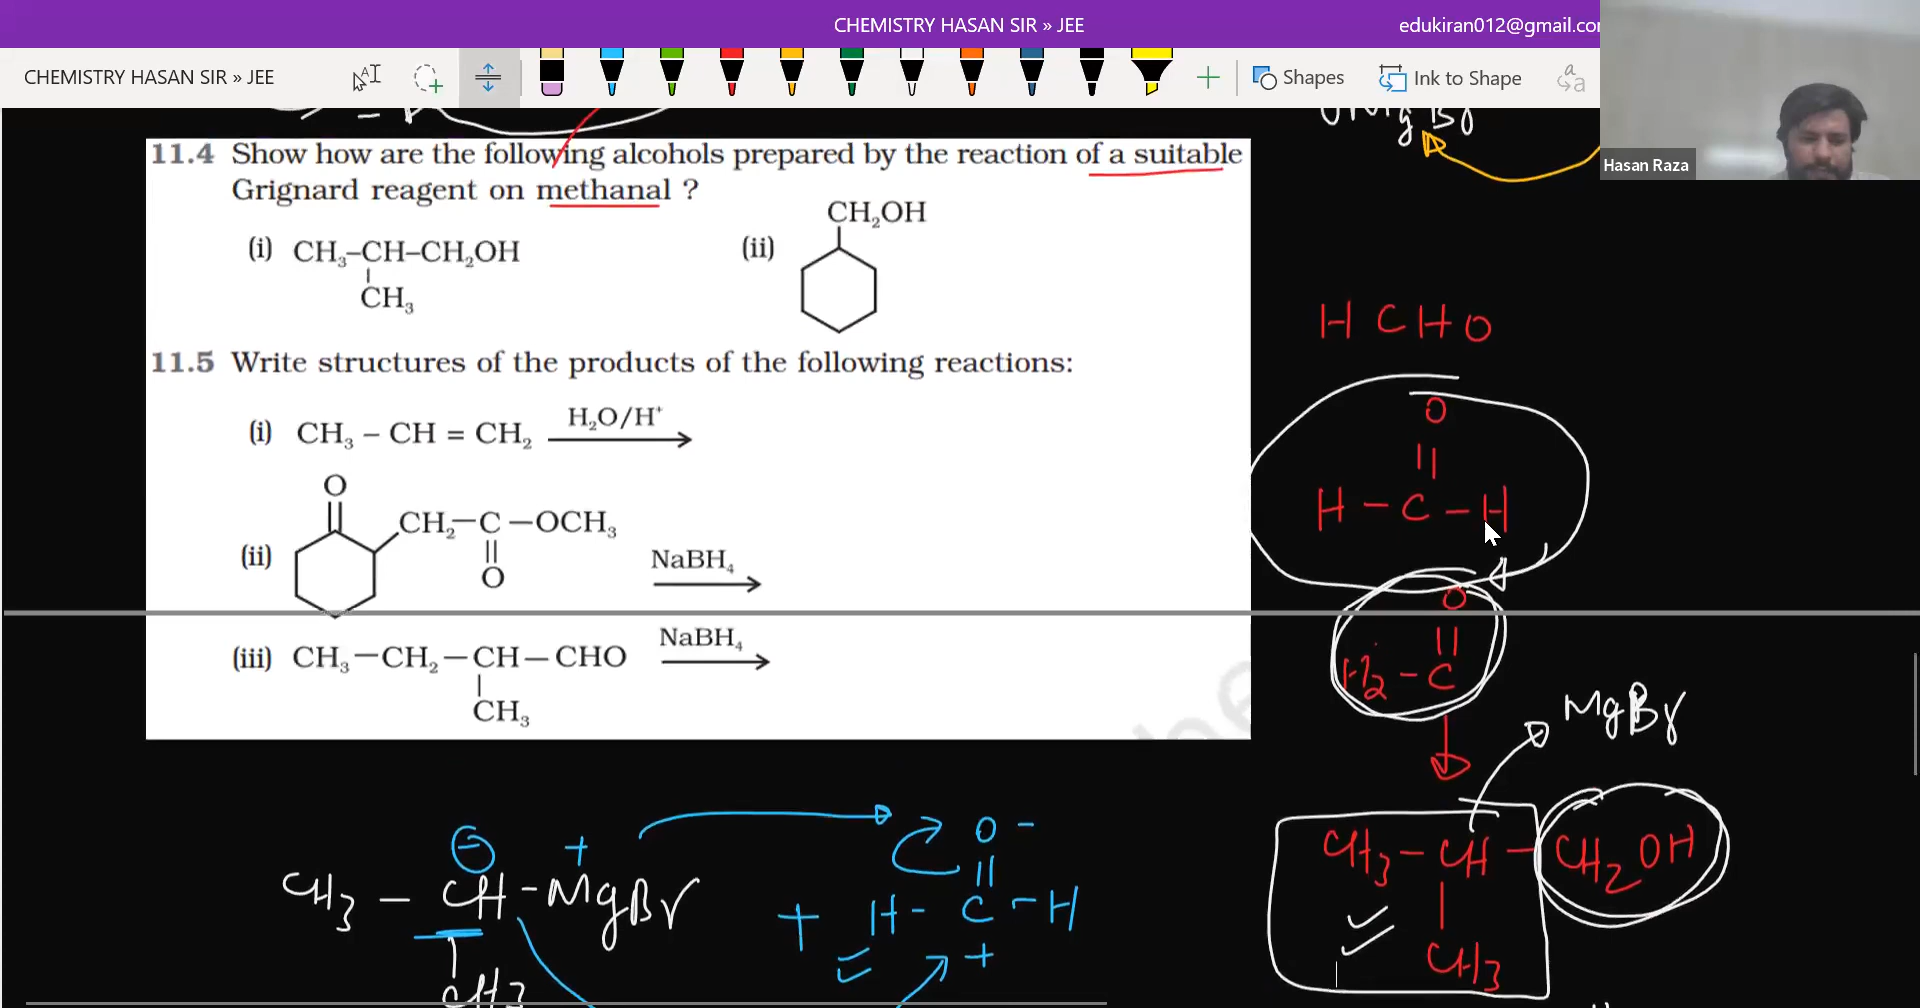 CHEMISTRY HASAN SIR » JEE
edukiran012@gmail.co
CHEMISTRY HASAN SIR » JEE
Shapes
Ink to Shape
Hasan Raza
MgBr
11.4 Show how are the following alcohols prepared by the reaction of a suitable
Grignard reagent on methanal ?
(i) CH₃–CH–CH₂OH
CH₃
(ii) CH₂OH
11.5 Write structures of the products of the following reactions:
(i) CH₃ – CH = CH₂ H₂O/H⁺
(ii) O
CH₂–C–OCH₃
O
NaBH₄
(iii) CH₃–CH₂–CH–CHO NaBH₄
CH₃
HCHO
O
H–C–H
O
H₂–C
MgBr
CH₃–CH–CH₂OH
CH₃
⊖ +
CH₃–CH–MgBr
CH₃
O –
+ H–C–H
+